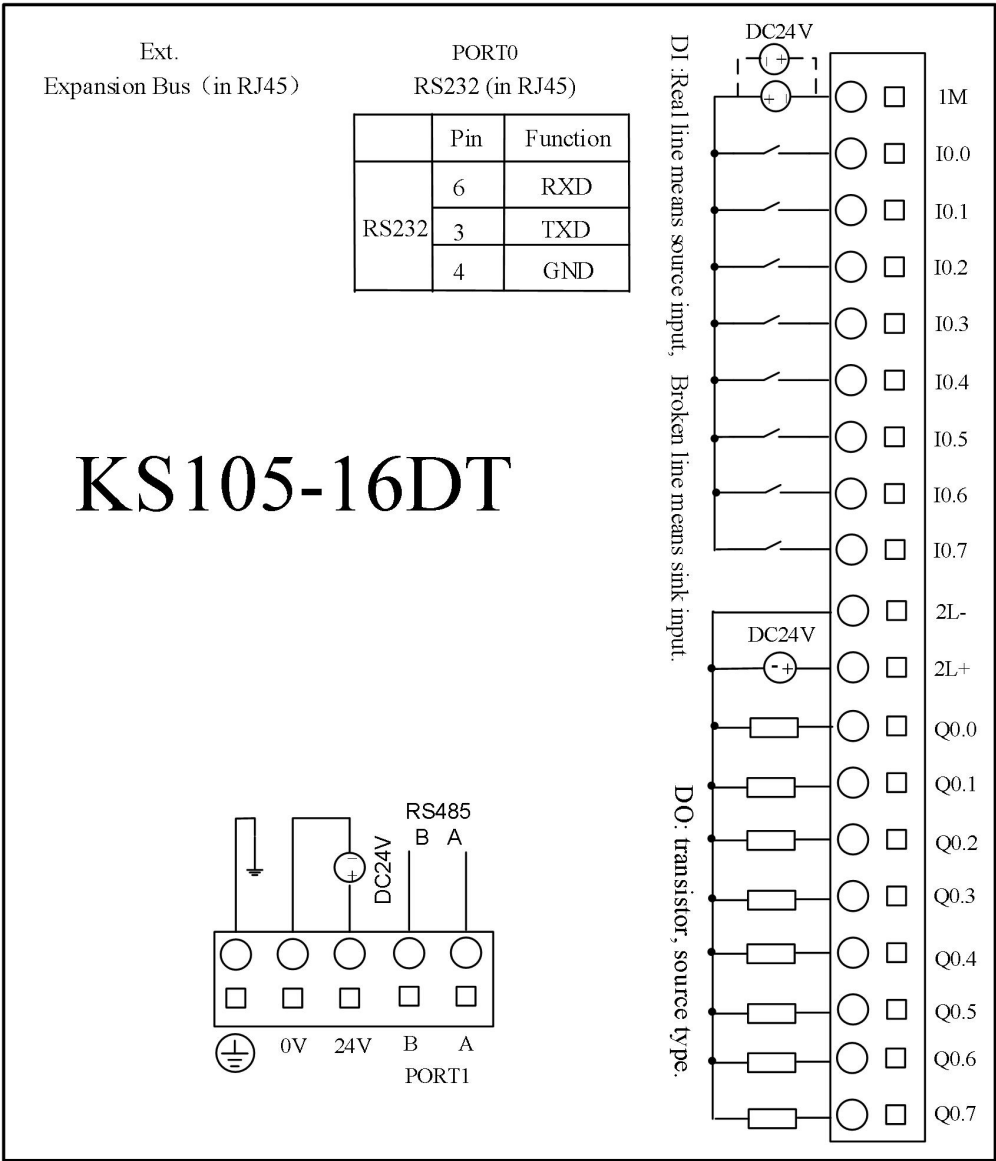 Ext.
Expansion Bus（in RJ45）
PORT0
RS232 (in RJ45)
Pin Function
6 RXD
RS232 3 TXD
4 GND
KS105-16DT
DI :Real line means source input, Broken line means sink input.
DC24V
- +
+ -
1M
I0.0
I0.1
I0.2
I0.3
I0.4
I0.5
I0.6
I0.7
2L-
DC24V
- +
2L+
Q0.0
Q0.1
Q0.2
Q0.3
Q0.4
Q0.5
Q0.6
Q0.7
DO: transistor, source type.
RS485
B A
DC24V
- +
0V 24V B A
PORT1